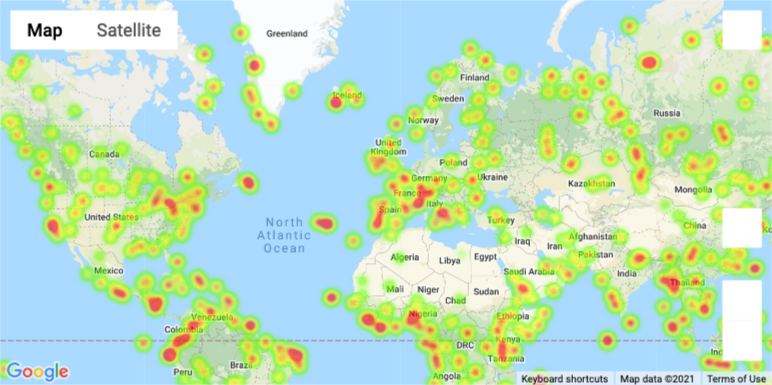 Map Satellite
Greenland
Iceland
Finland
Sweden
Russia
Norway
United
Kingdom
Canada
Poland
Germany
Ukraine
Kazakhstan
France
Mongolia
Italy
Spain
United States
North
Atlantic
Ocean
Turkey
China
Afghanistan
Iraq
Iran
Pakistan
Algeria
Libya
Egypt
Mexico
Saudi Arabia
India
Mali
Niger
Sudan
Thailand
Chad
Venezuela
Nigeria
Ethiopia
Colombia
Kenya
DRC
Tanzania
Peru
Angola
Google
Keyboard shortcuts Map data ©2021 Terms of Use